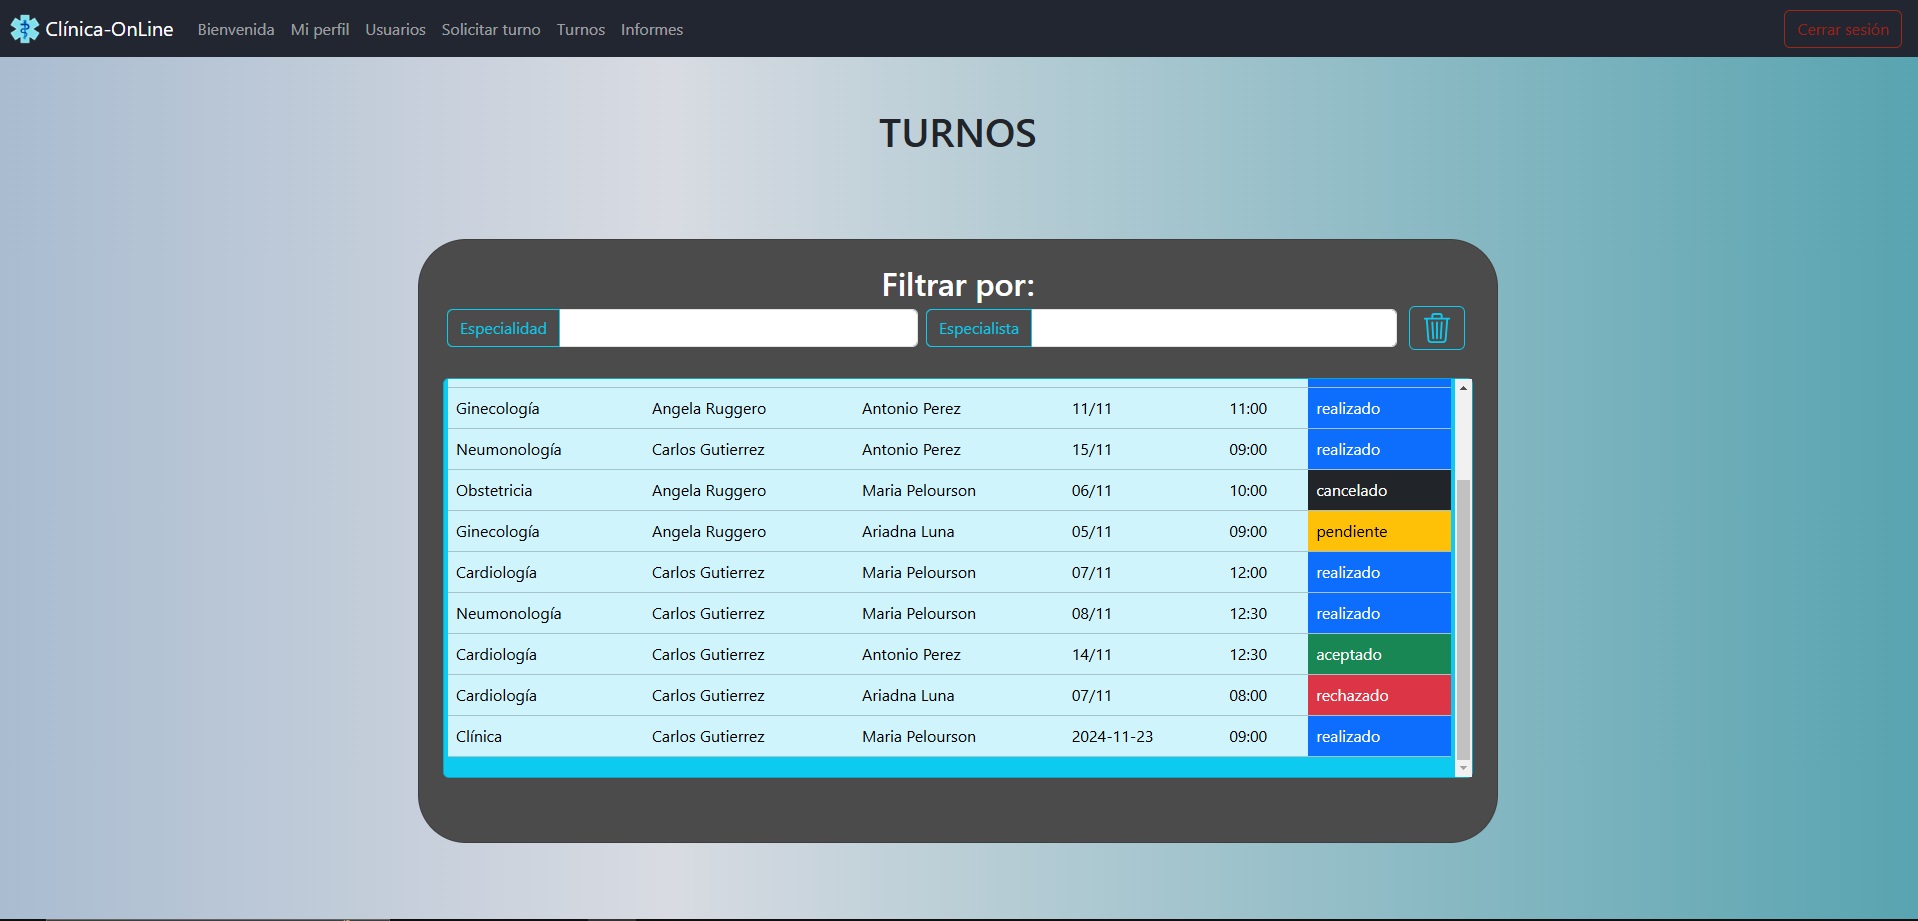 Clínica-OnLine Bienvenida Mi perfil Usuarios Solicitar turno Turnos Informes Cerrar sesión
TURNOS
Filtrar por:
Especialidad Especialista
Ginecología Angela Ruggero Antonio Perez 11/11 11:00 realizado
Neumonología Carlos Gutierrez Antonio Perez 15/11 09:00 realizado
Obstetricia Angela Ruggero Maria Pelourson 06/11 10:00 cancelado
Ginecología Angela Ruggero Ariadna Luna 05/11 09:00 pendiente
Cardiología Carlos Gutierrez Maria Pelourson 07/11 12:00 realizado
Neumonología Carlos Gutierrez Maria Pelourson 08/11 12:30 realizado
Cardiología Carlos Gutierrez Antonio Perez 14/11 12:30 aceptado
Cardiología Carlos Gutierrez Ariadna Luna 07/11 08:00 rechazado
Clínica Carlos Gutierrez Maria Pelourson 2024-11-23 09:00 realizado